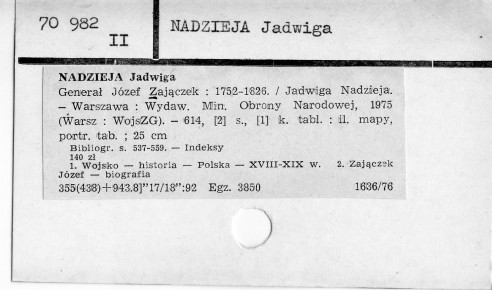 70 982
II
NADZIEJA Jadwiga
NADZIEJA Jadwiga
Generał Józef Zajączek : 1752-1826. / Jadwiga Nadzieja.
— Warszawa : Wydaw. Min. Obrony Narodowej, 1975
(Warsz : WojsZG). — 614, [2] s., [1] k. tabl. : il. mapy,
portr. tab. ; 25 cm
Bibliogr. s. 537-559. — Indeksy
140 zł
1. Wojsko — historia — Polska — XVIII-XIX w. 2. Zajączek
Józef — biografia
355(438)+943.8]"17/18":92 Egz. 3850 1636/76